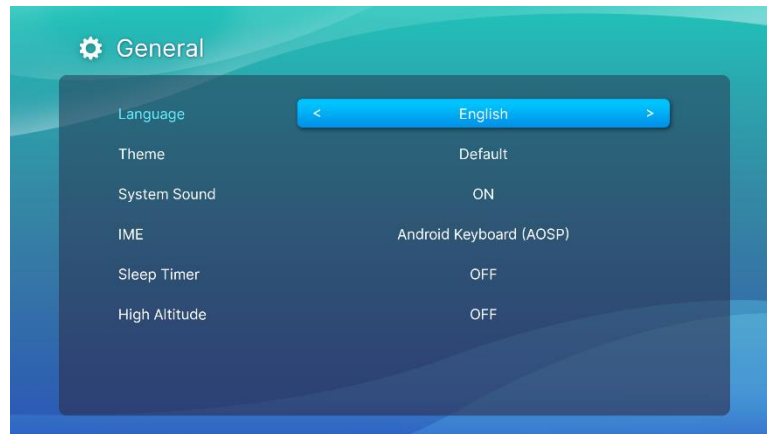 General
Language < English >
Theme Default
System Sound ON
IME Android Keyboard (AOSP)
Sleep Timer OFF
High Altitude OFF